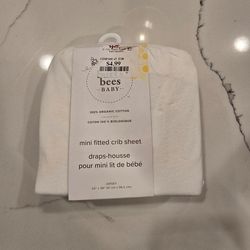 $4.99
bees
BABY
100% ORGANIC COTTON
COTON 100 % BIOLOGIQUE
mini fitted crib sheet
draps-housse
pour mini lit de bébé